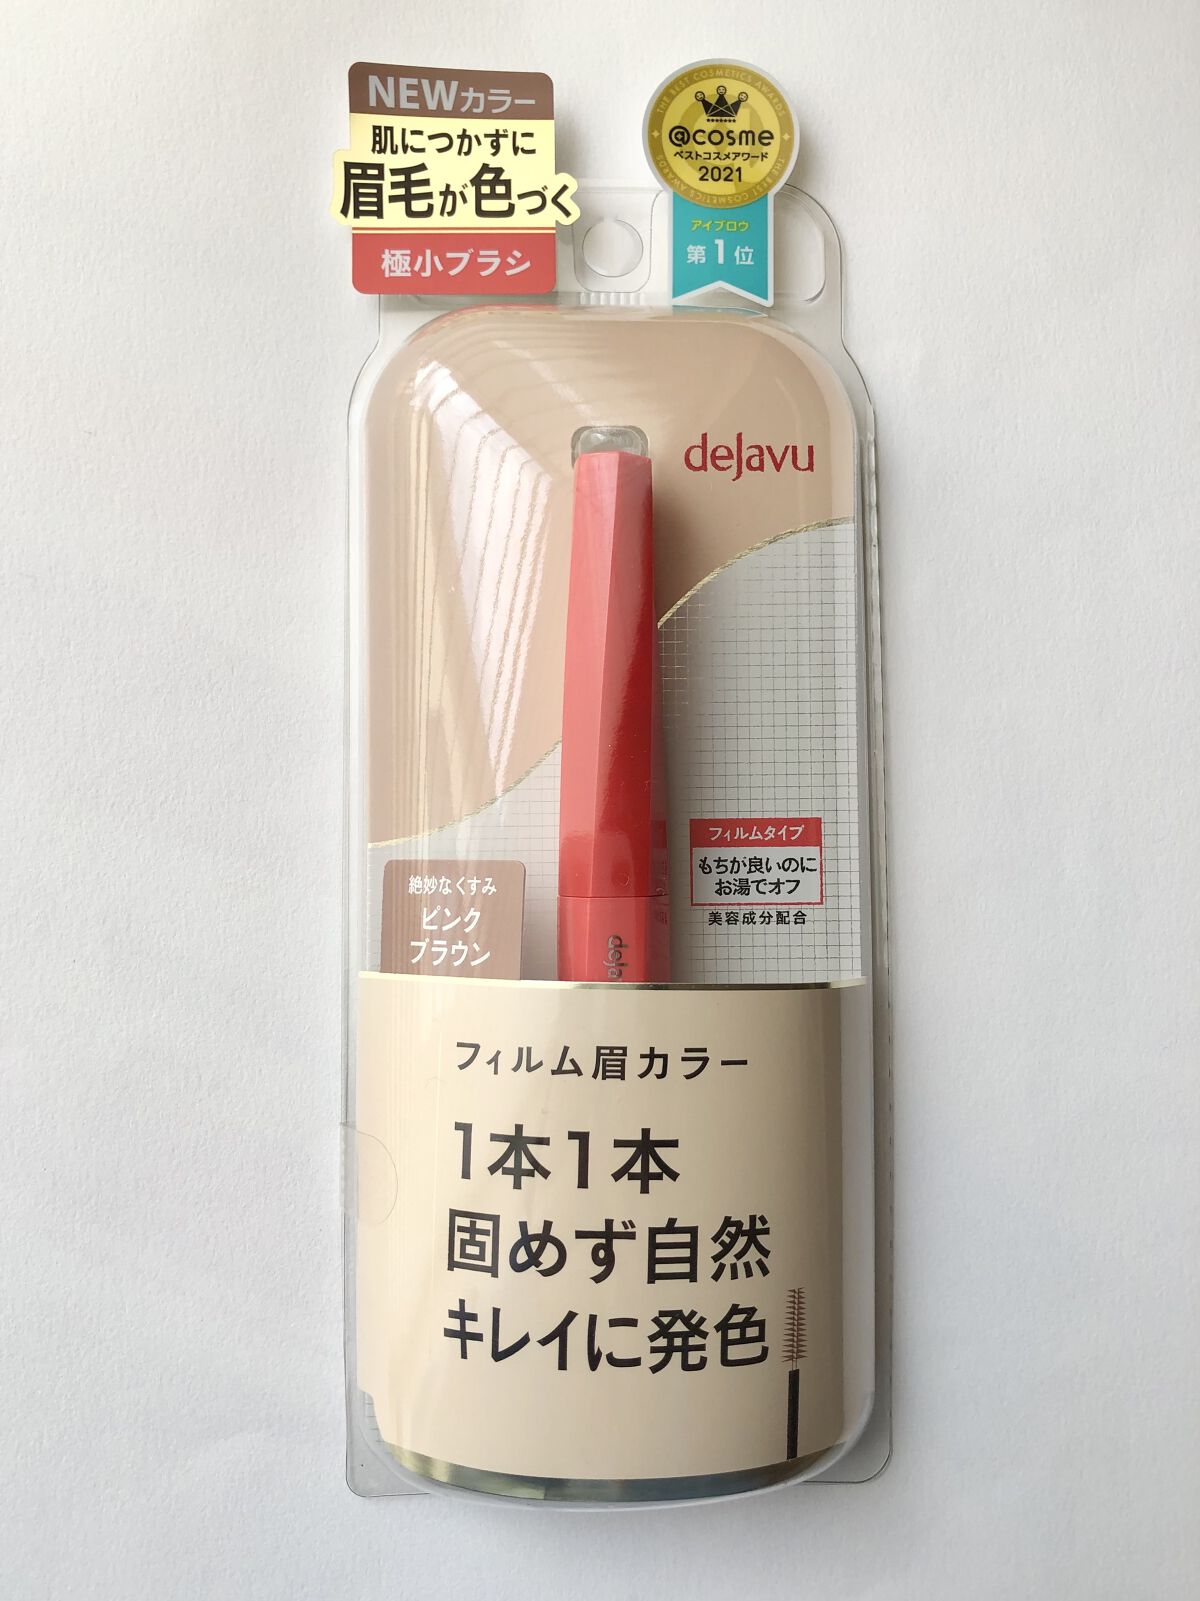 NEWカラー
肌につかずに
眉毛が色づく
極小ブラシ
THE BEST COSMETICS AWARDS
@cosme
ベストコスメアワード
2021
アイブロウ
第1位
dejavu
フィルムタイプ
もちが良いのに
お湯でオフ
美容成分配合
絶妙なくすみ
ピンク
ブラウン
フィルム眉カラー
1本1本
固めず自然
キレイに発色